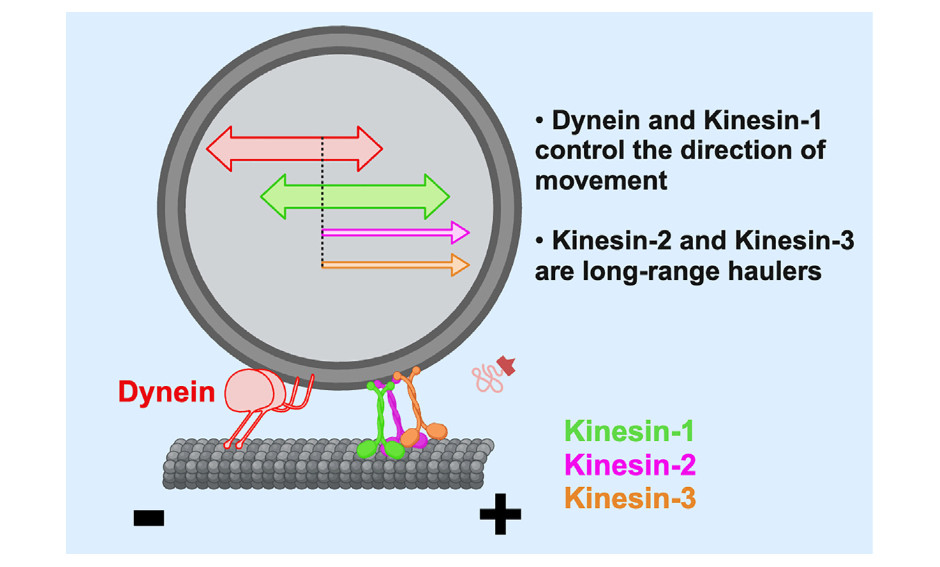 • Dynein and Kinesin-1
control the direction of
movement
• Kinesin-2 and Kinesin-3
are long-range haulers
Dynein
Kinesin-1
Kinesin-2
Kinesin-3
- +